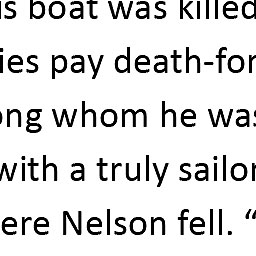 is boat was killed
ies pay death-for
ong whom he was
with a truly sailor
ere Nelson fell. “